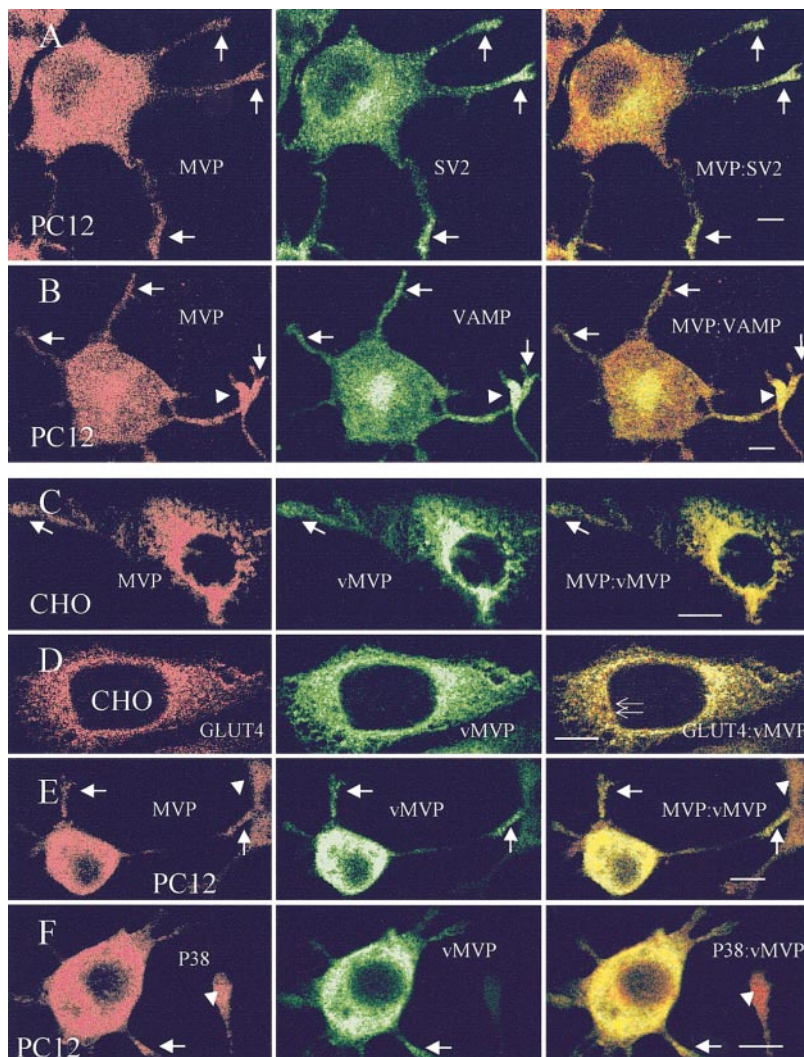 A
MVP
SV2
MVP:SV2
PC12
B
MVP
VAMP
MVP:VAMP
PC12
C
MVP
vMVP
MVP:vMVP
CHO
D
CHO
GLUT4
vMVP
GLUT4:vMVP
E
MVP
vMVP
MVP:vMVP
PC12
F
P38
vMVP
P38:vMVP
PC12